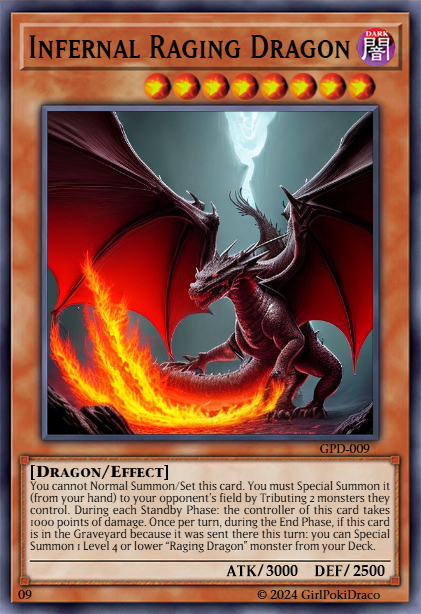 Infernal Raging Dragon
DARK
闇
GPD-009
[Dragon/Effect]
You cannot Normal Summon/Set this card. You must Special Summon it
(from your hand) to your opponent's field by Tributing 2 monsters they
control. During each Standby Phase: the controller of this card takes
1000 points of damage. Once per turn, during the End Phase, if this card
is in the Graveyard because it was sent there this turn: you can Special
Summon 1 Level 4 or lower “Raging Dragon” monster from your Deck.
ATK/3000 DEF/2500
09
© 2024 GirlPokiDraco